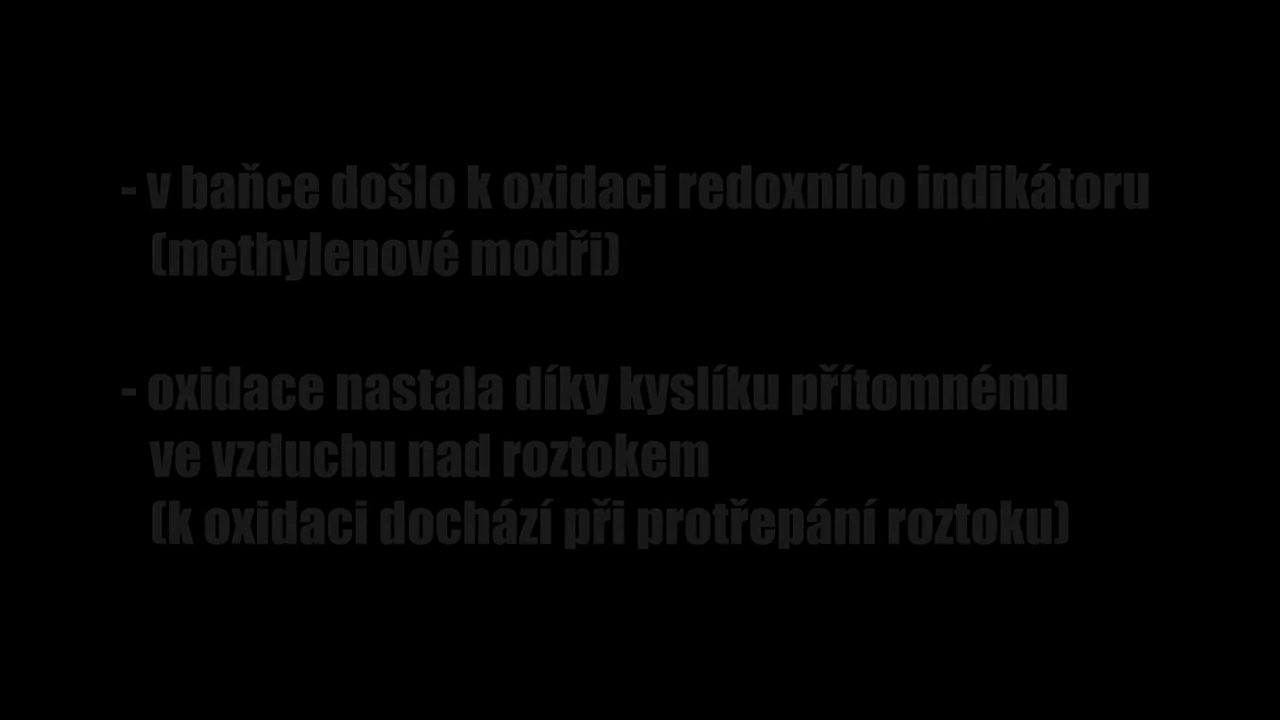 - v baňce došlo k oxidaci redoxního indikátoru
(methylenové modři)
- oxidace nastala díky kyslíku přítomnému
ve vzduchu nad roztokem
(k oxidaci dochází při protřepání roztoku)